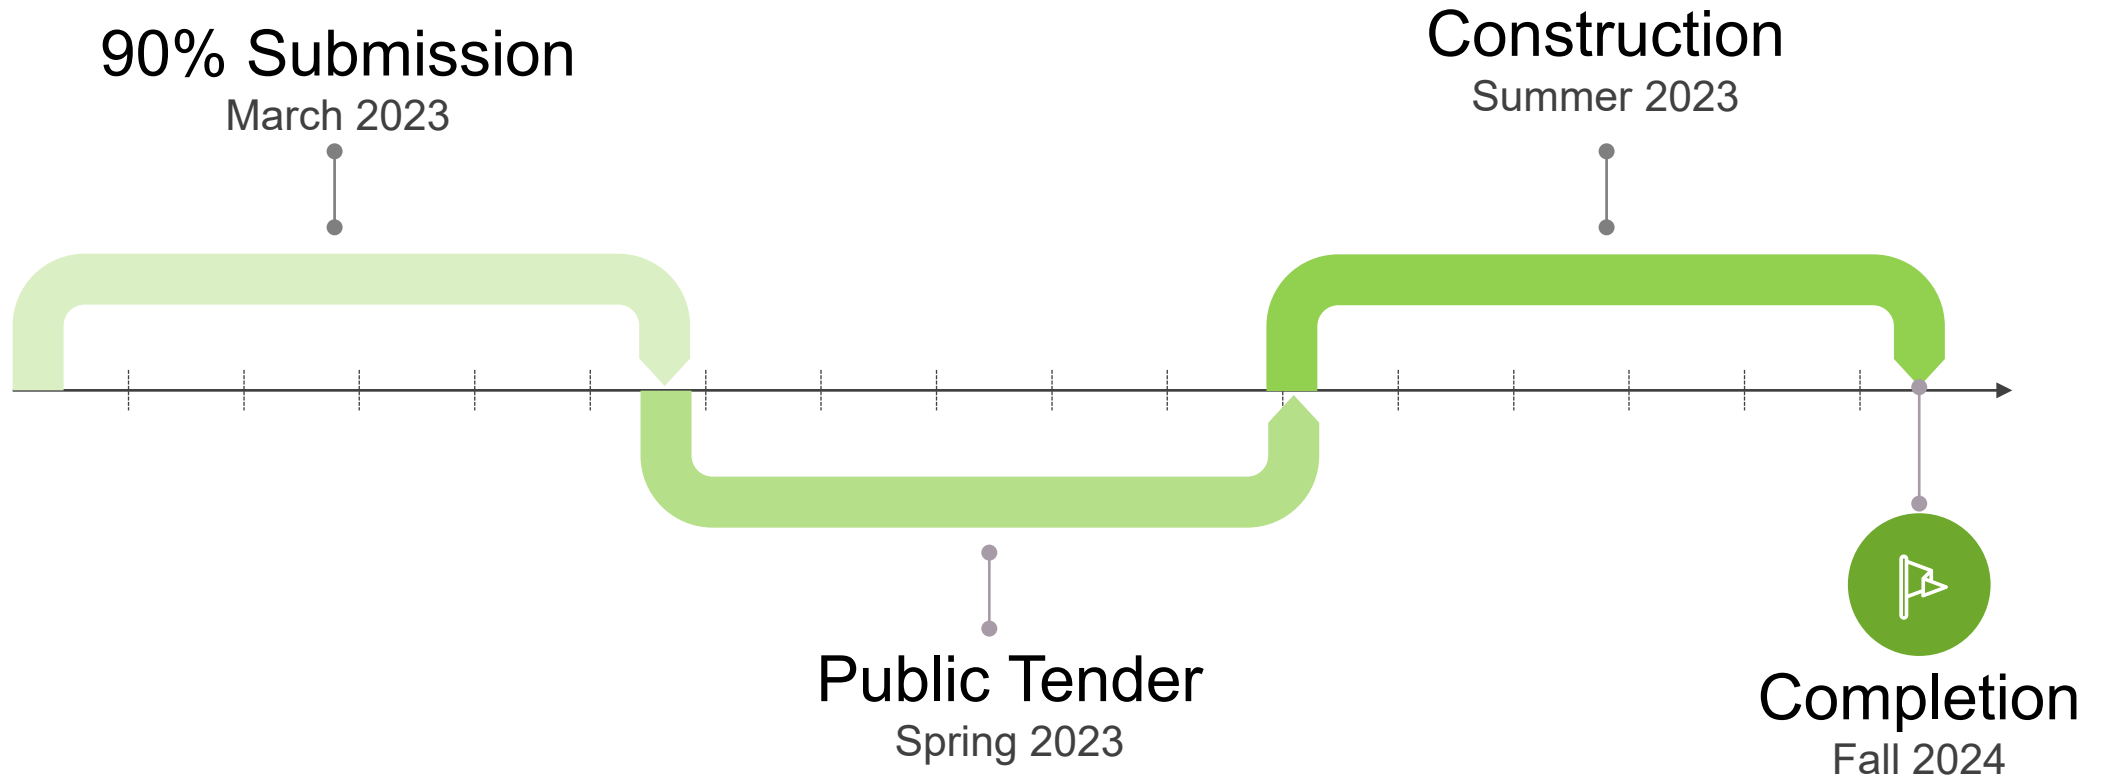 90% Submission
March 2023
Construction
Summer 2023
Public Tender
Spring 2023
Completion
Fall 2024